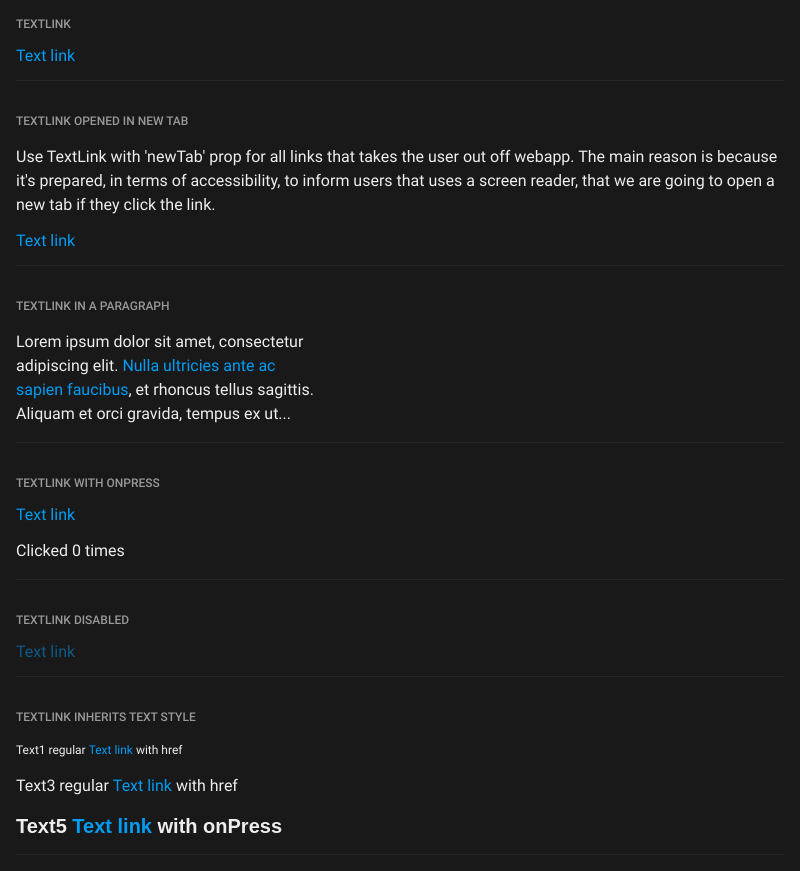 TEXTLINK
Text link
TEXTLINK OPENED IN NEW TAB
Use TextLink with 'newTab' prop for all links that takes the user out off webapp. The main reason is because
it's prepared, in terms of accessibility, to inform users that uses a screen reader, that we are going to open a
new tab if they click the link.
Text link
TEXTLINK IN A PARAGRAPH
Lorem ipsum dolor sit amet, consectetur
adipiscing elit. Nulla ultricies ante ac
sapien faucibus, et rhoncus tellus sagittis.
Aliquam et orci gravida, tempus ex ut...
TEXTLINK WITH ONPRESS
Text link
Clicked 0 times
TEXTLINK DISABLED
Text link
TEXTLINK INHERITS TEXT STYLE
Text1 regular Text link with href
Text3 regular Text link with href
Text5 Text link with onPress